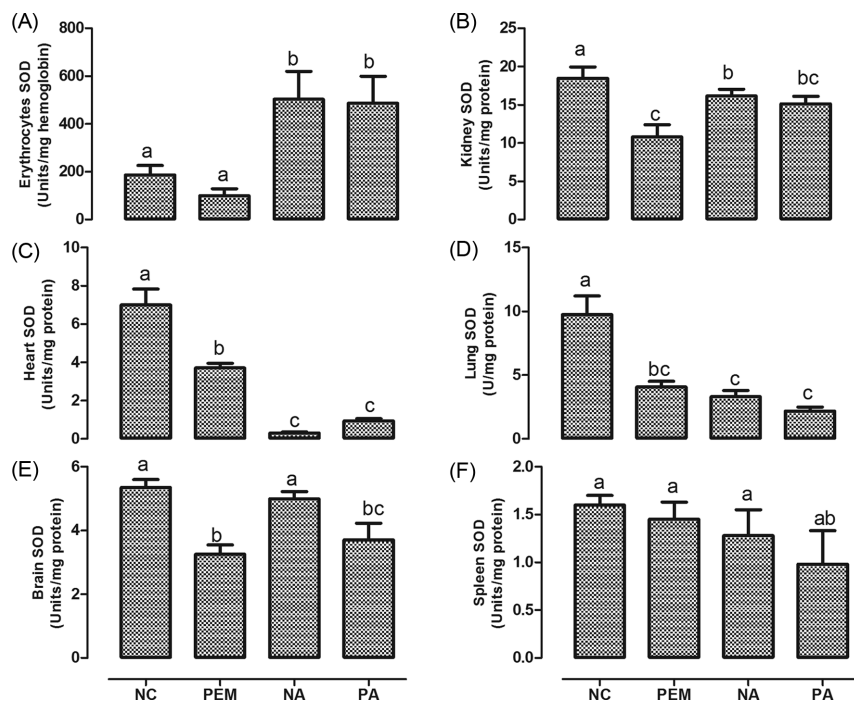 (A)
Erythrocytes SOD
(Units/mg hemoglobin)
800
600
400
200
0
a
a
b
b
(B)
Kidney SOD
(Units/mg protein)
25
20
15
10
5
0
a
c
b
bc
(C)
Heart SOD
(Units/mg protein)
10
8
6
4
2
0
a
b
c
c
(D)
Lung SOD
(U/mg protein)
15
10
5
0
a
bc
c
c
(E)
Brain SOD
(Units/mg protein)
6
4
2
0
a
b
a
bc
NC PEM NA PA
(F)
Spleen SOD
(Units/mg protein)
2.0
1.5
1.0
0.5
0.0
a
a
a
ab
NC PEM NA PA